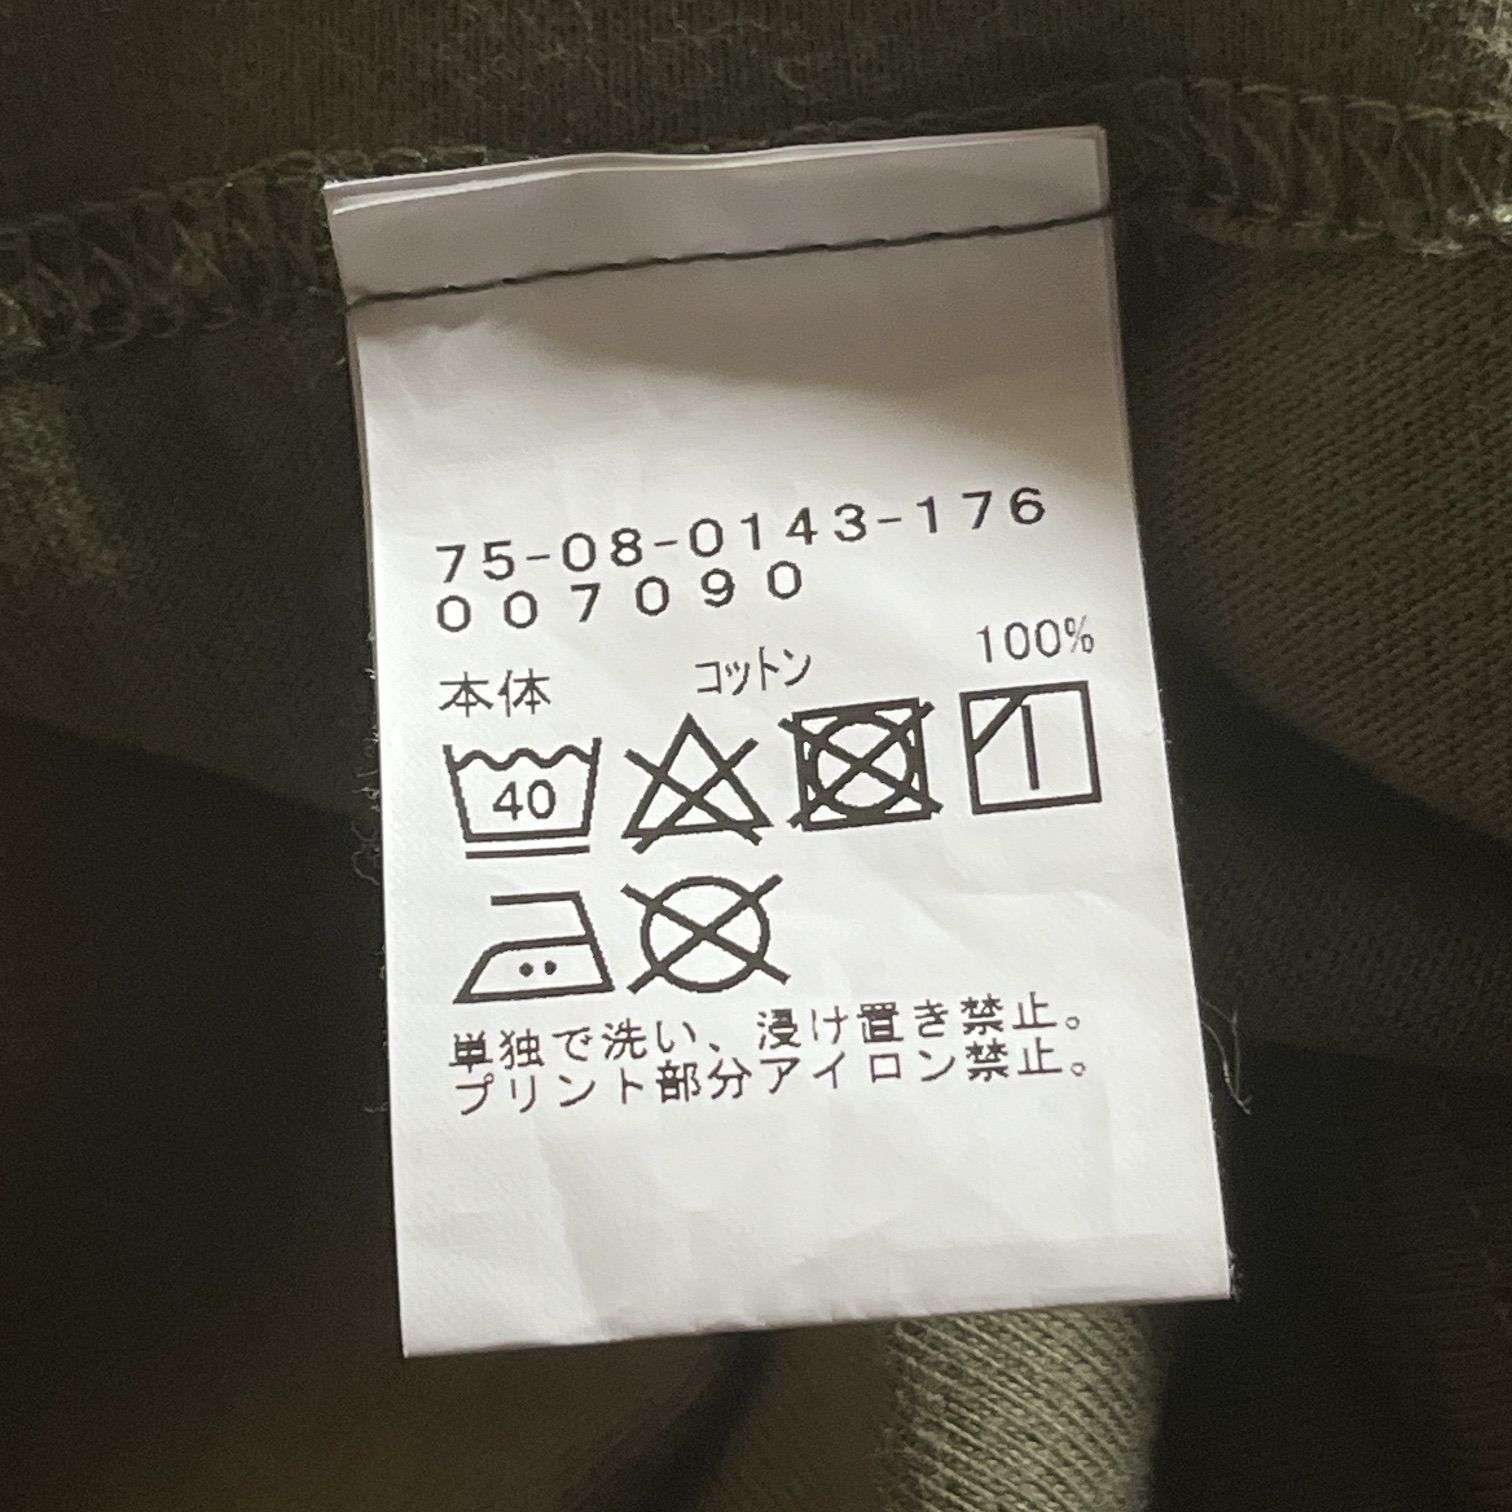 75-08-0143-176
007090
本体 コットン 100%
40
単独で洗い、浸け置き禁止。
プリント部分アイロン禁止。